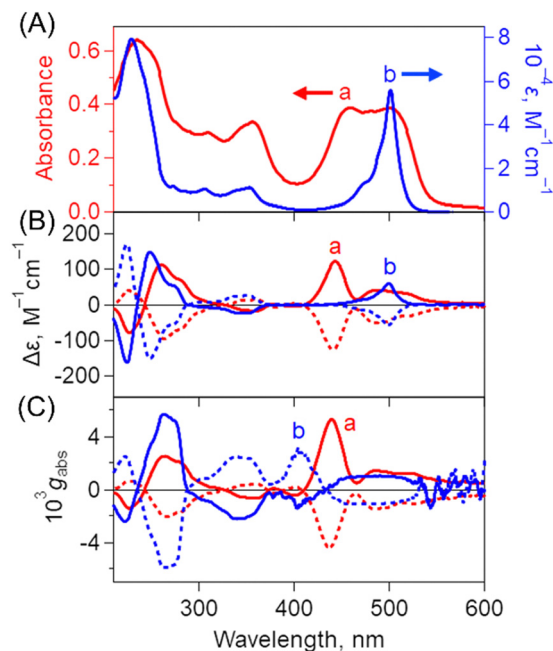 (A)
0.6
0.4
0.2
0.0
Absorbance
a
b
8
6
4
2
0
10⁻⁴ ε, M⁻¹ cm⁻¹
(B)
200
100
0
-100
-200
Δε, M⁻¹ cm⁻¹
a
b
(C)
4
0
-4
10³ gabs
b
a
300
400
500
600
Wavelength, nm